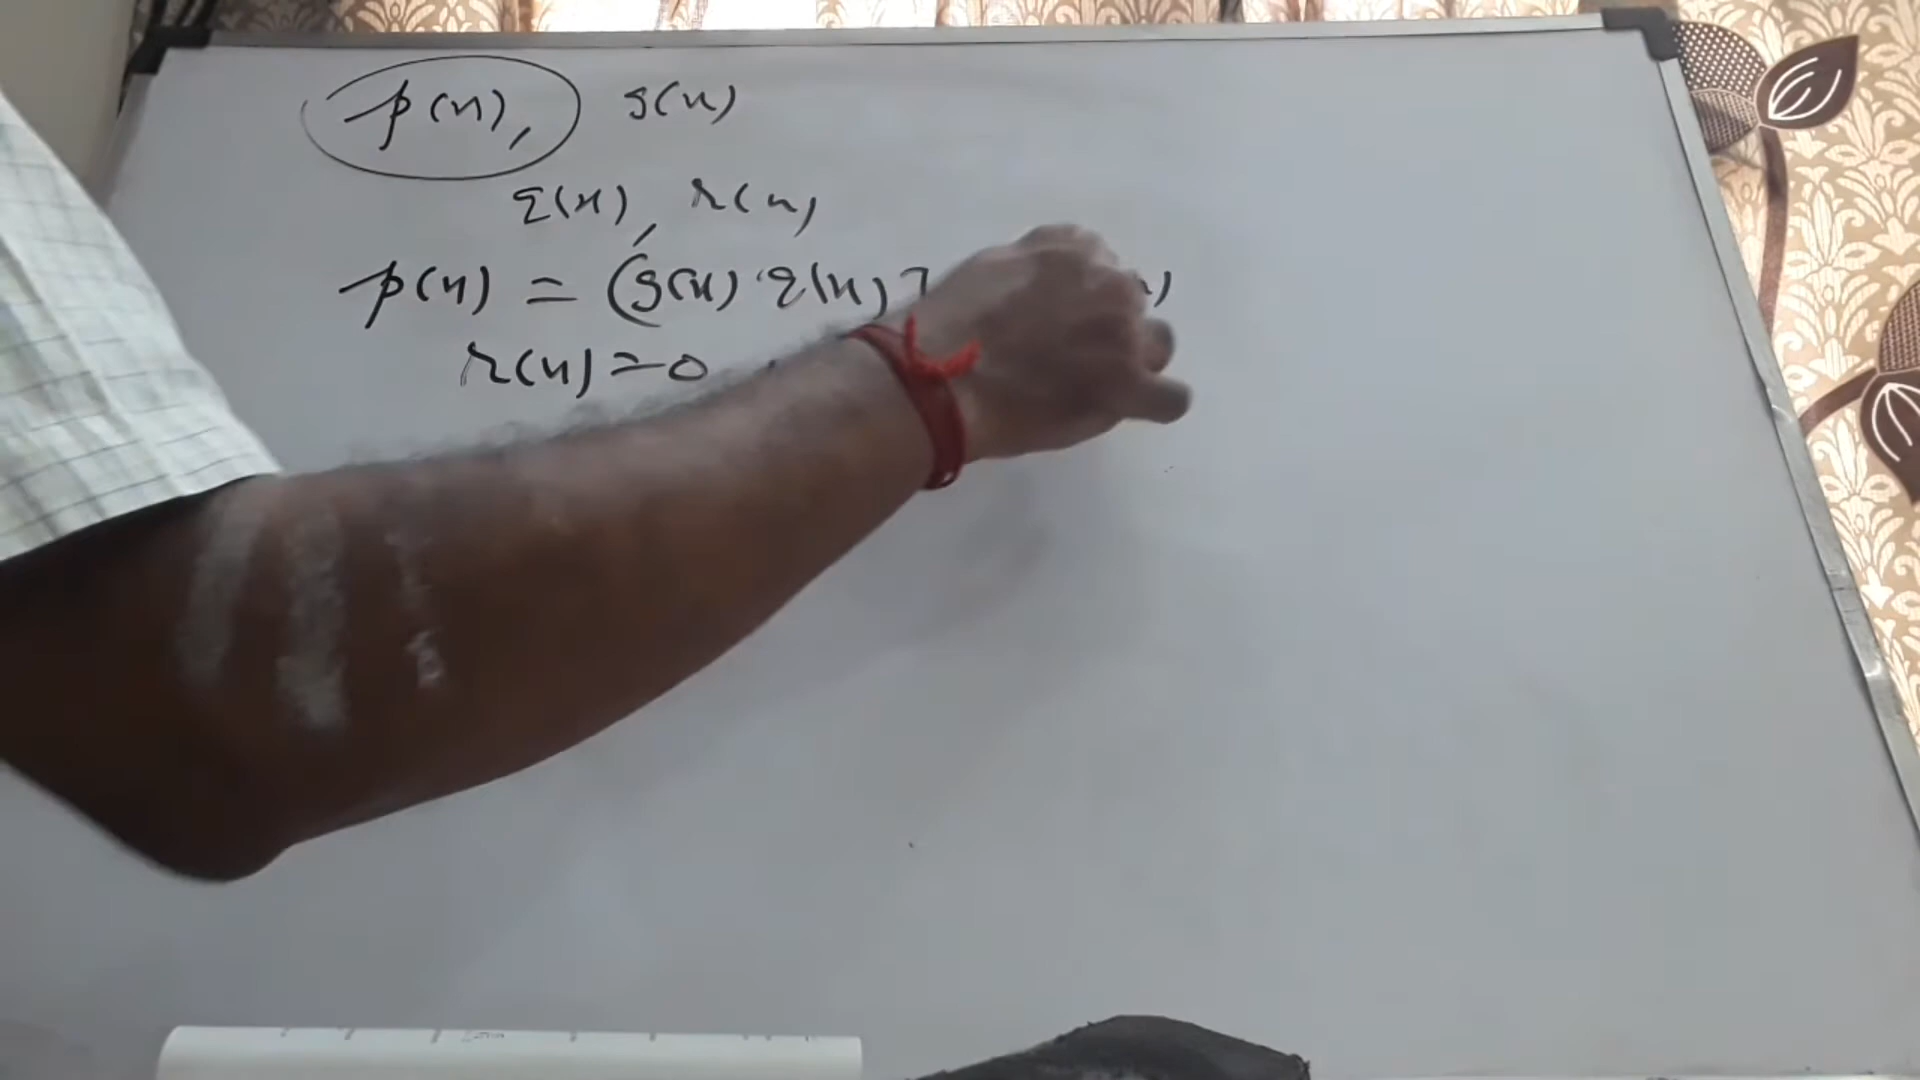 p(x), g(x)
q(x), r(x)
p(x) = (g(x) · q(x)
r(x) = 0